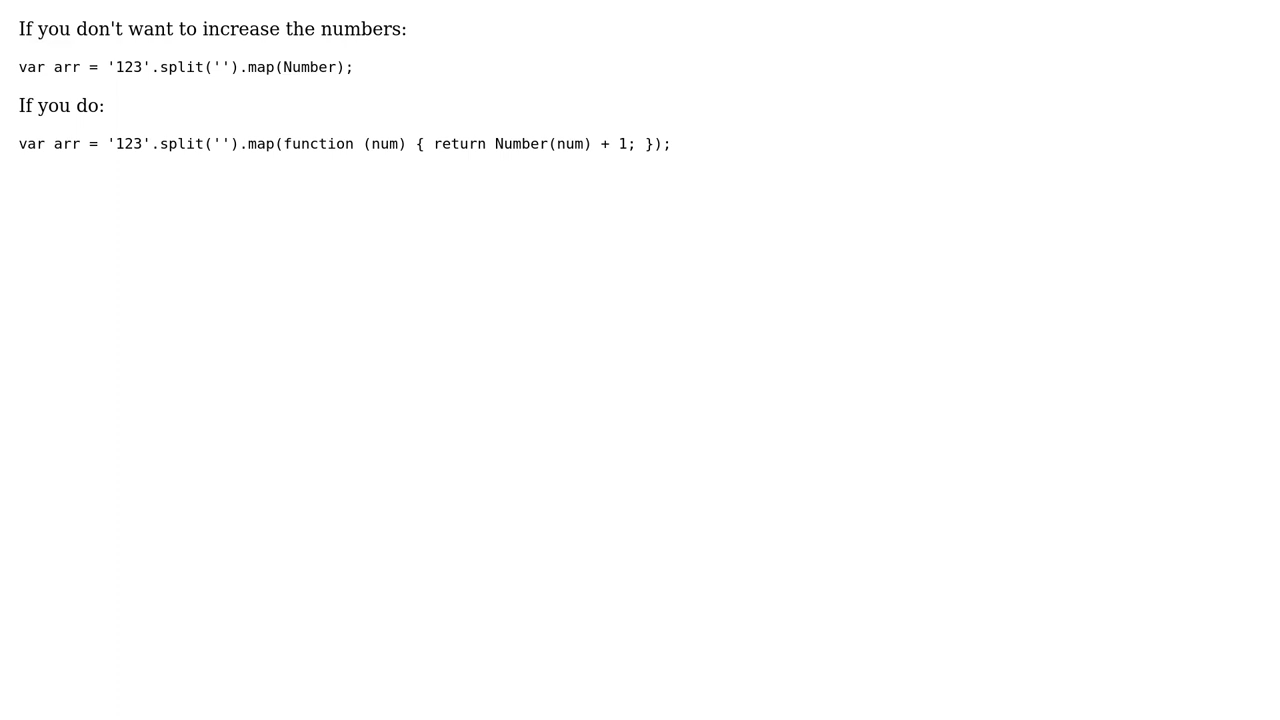 If you don't want to increase the numbers:
var arr = '123'.split('').map(Number);
If you do:
var arr = '123'.split('').map(function (num) { return Number(num) + 1; });